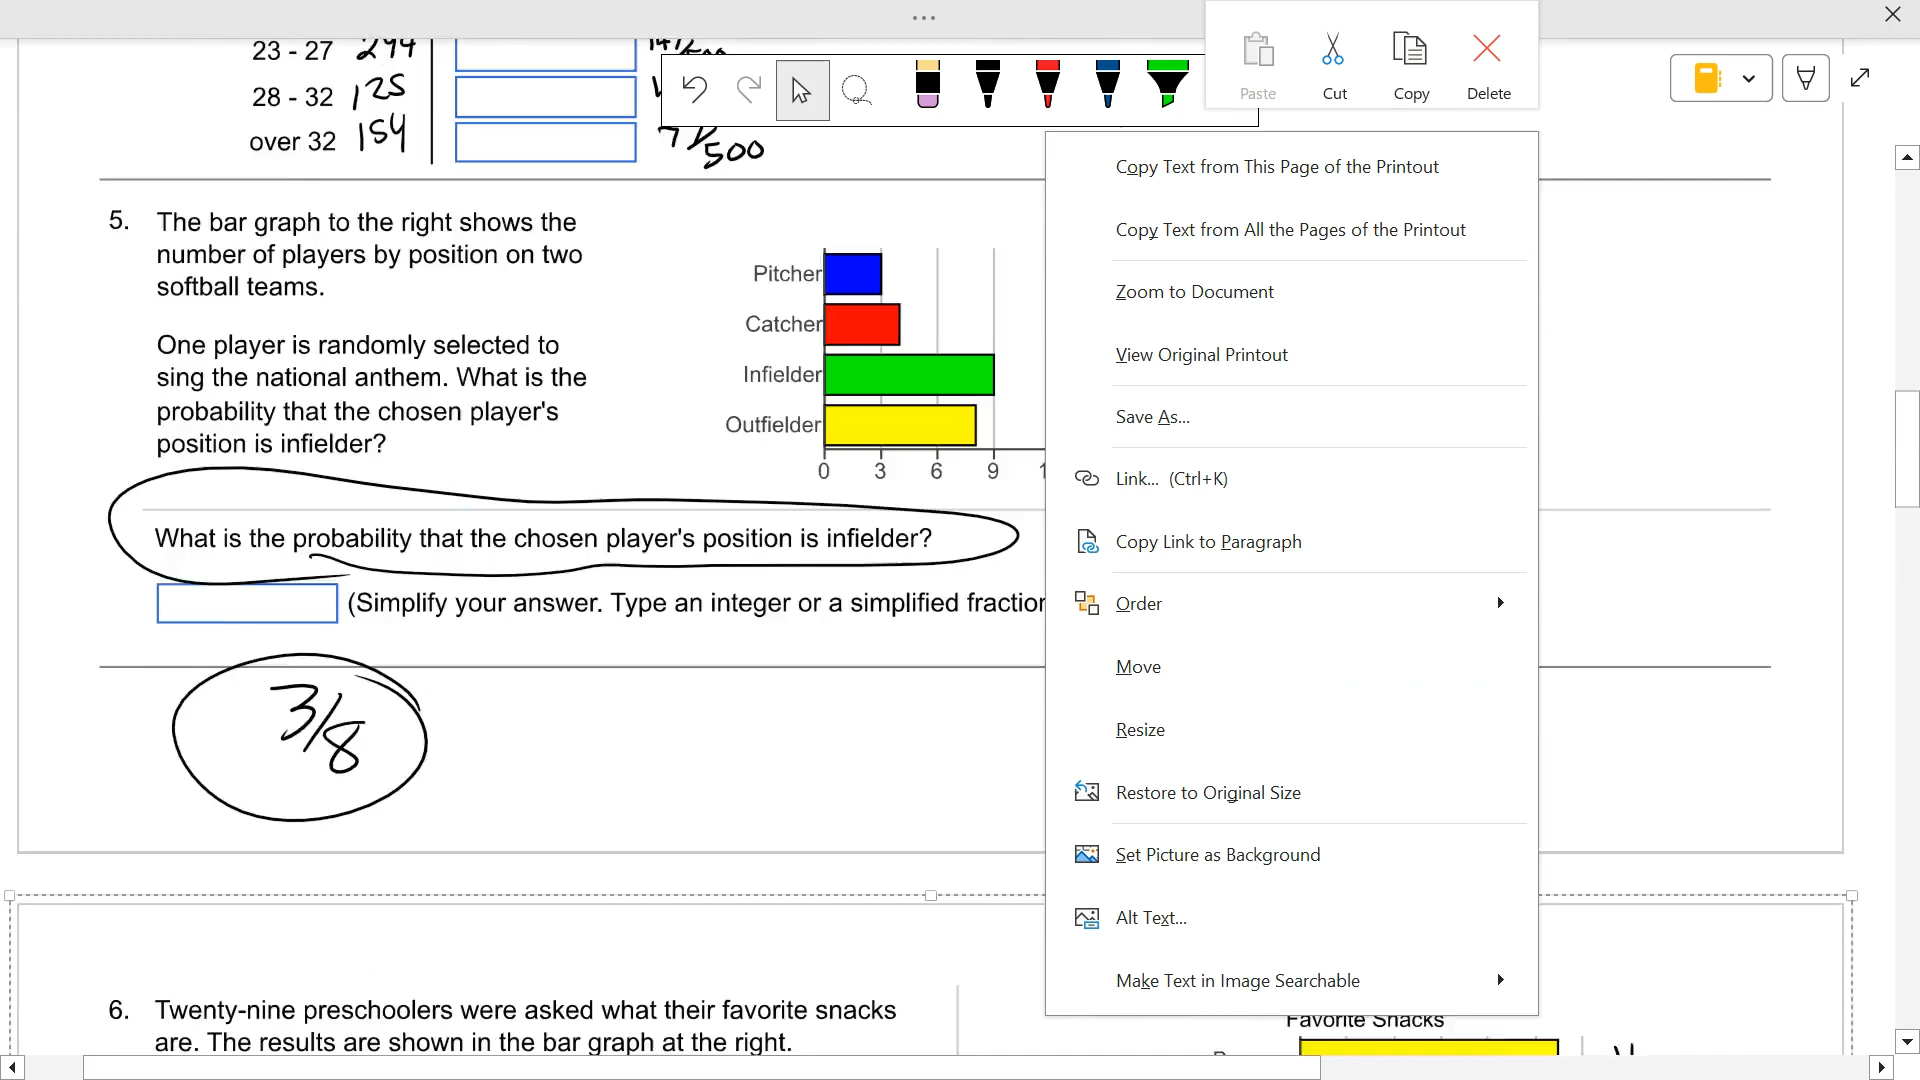 Paste
Cut
Copy
Delete
23 - 27 244
28 - 32 125
over 32 154
500
5. The bar graph to the right shows the
number of players by position on two
softball teams.
One player is randomly selected to
sing the national anthem. What is the
probability that the chosen player's
position is infielder?
Pitcher
Catcher
Infielder
Outfielder
0 3 6 9 1
What is the probability that the chosen player's position is infielder?
(Simplify your answer. Type an integer or a simplified fraction
3/8
6. Twenty-nine preschoolers were asked what their favorite snacks
are. The results are shown in the bar graph at the right.
Copy Text from This Page of the Printout
Copy Text from All the Pages of the Printout
Zoom to Document
View Original Printout
Save As...
Link... (Ctrl+K)
Copy Link to Paragraph
Order
Move
Resize
Restore to Original Size
Set Picture as Background
Alt Text...
Make Text in Image Searchable
Favorite Snacks